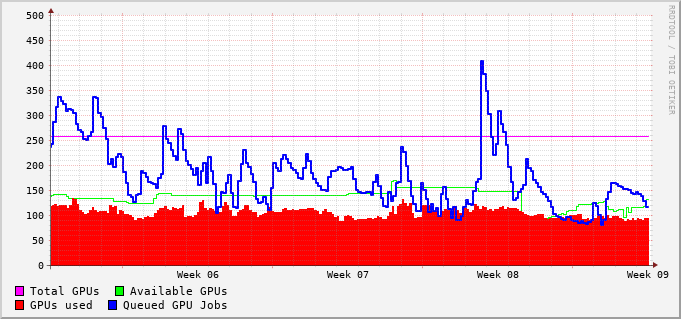 500
450
400
350
300
250
200
150
100
50
0
Week 06 Week 07 Week 08 Week 09
Total GPUs Available GPUs
GPUs used Queued GPU Jobs
RRDTOOL / TOBI OETIKER